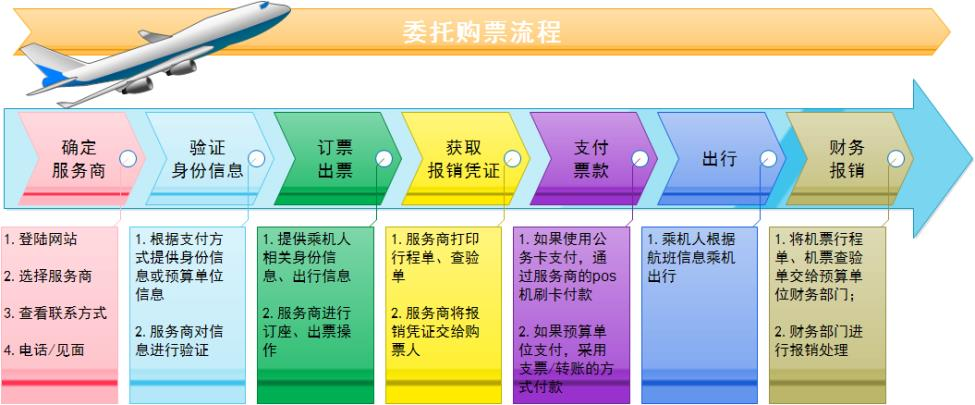 委托购票流程
确定
服务商
验证
身份信息
订票
出票
获取
报销凭证
支付
票款
出行
财务
报销
1. 登陆网站
2. 选择服务商
3. 查看联系方式
4. 电话/见面
1. 根据支付方
式提供身份信
息或预算单位
信息
2. 服务商对信
息进行验证
1. 提供乘机人
相关身份信
息、出行信息
2. 服务商进行
订座、出票操
作
1. 服务商打印
行程单、查验
单
2. 服务商将报
销凭证交给购
票人
1. 如果使用公
务卡支付，通
过服务商的pos
机刷卡付款
2. 如果预算单
位支付，采用
支票/转账的方
式付款
1. 乘机人根据
航班信息乘机
出行
1. 将机票行程
单、机票查验
单交给预算单
位财务部门；
2. 财务部门进
行报销处理